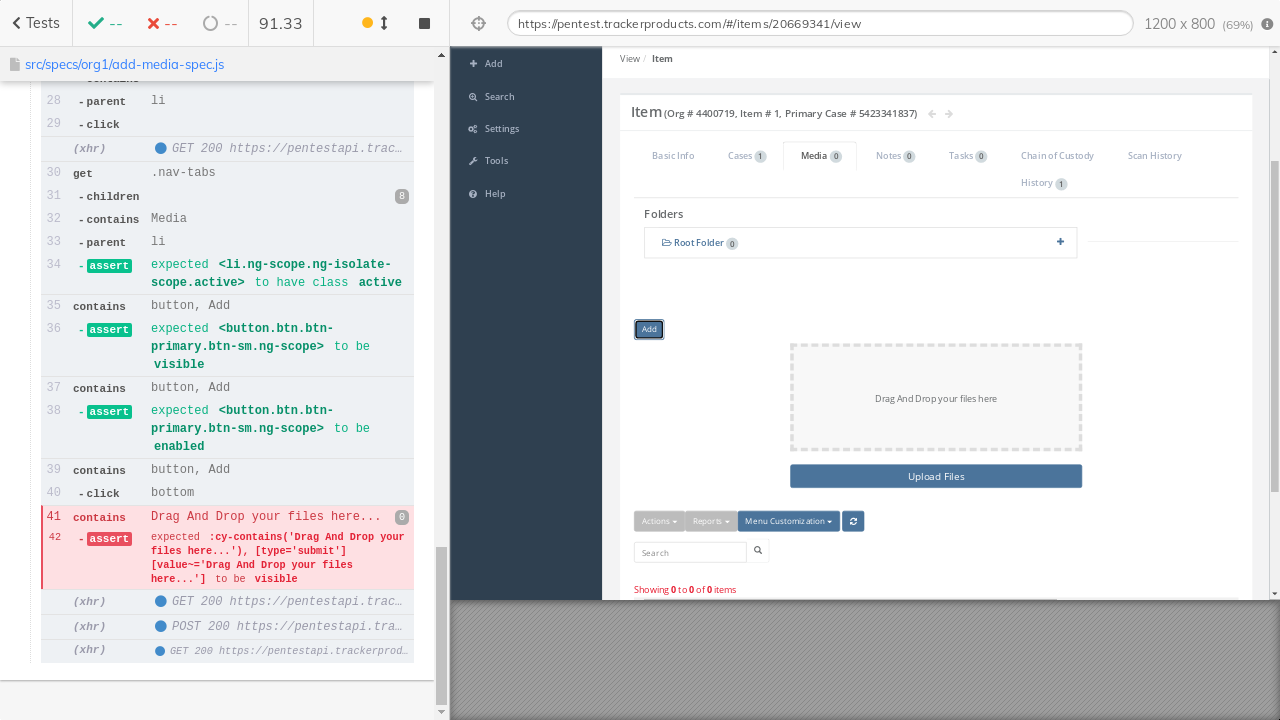 Tests
--
--
--
91.33
https://pentest.trackerproducts.com/#/items/20669341/view
1200 x 800 (69%)
src/specs/org1/add-media-spec.js
28 - parent li
29 - click
(xhr) GET 200 https://pentestapi.trac…
30 get .nav-tabs
31 - children 8
32 - contains Media
33 - parent li
34 - assert expected <li.ng-scope.ng-isolate-
scope.active> to have class active
35 contains button, Add
36 - assert expected <button.btn.btn-
primary.btn-sm.ng-scope> to be
visible
37 contains button, Add
38 - assert expected <button.btn.btn-
primary.btn-sm.ng-scope> to be
enabled
39 contains button, Add
40 - click bottom
41 contains Drag And Drop your files here... 0
42 - assert expected :cy-contains('Drag And Drop your
files here...'), [type='submit']
[value~='Drag And Drop your files
here...'] to be visible
(xhr) GET 200 https://pentestapi.trac…
(xhr) POST 200 https://pentestapi.tra…
(xhr) GET 200 https://pentestapi.trackerprod…
Add
Search
Settings
Tools
Help
View / Item
Item (Org # 4400719, Item # 1, Primary Case # 5423341837)
Basic Info Cases 1 Media 0 Notes 0 Tasks 0 Chain of Custody Scan History
History 1
Folders
Root Folder 0
Add
Drag And Drop your files here
Upload Files
Actions Reports Menu Customization
Search
Showing 0 to 0 of 0 items